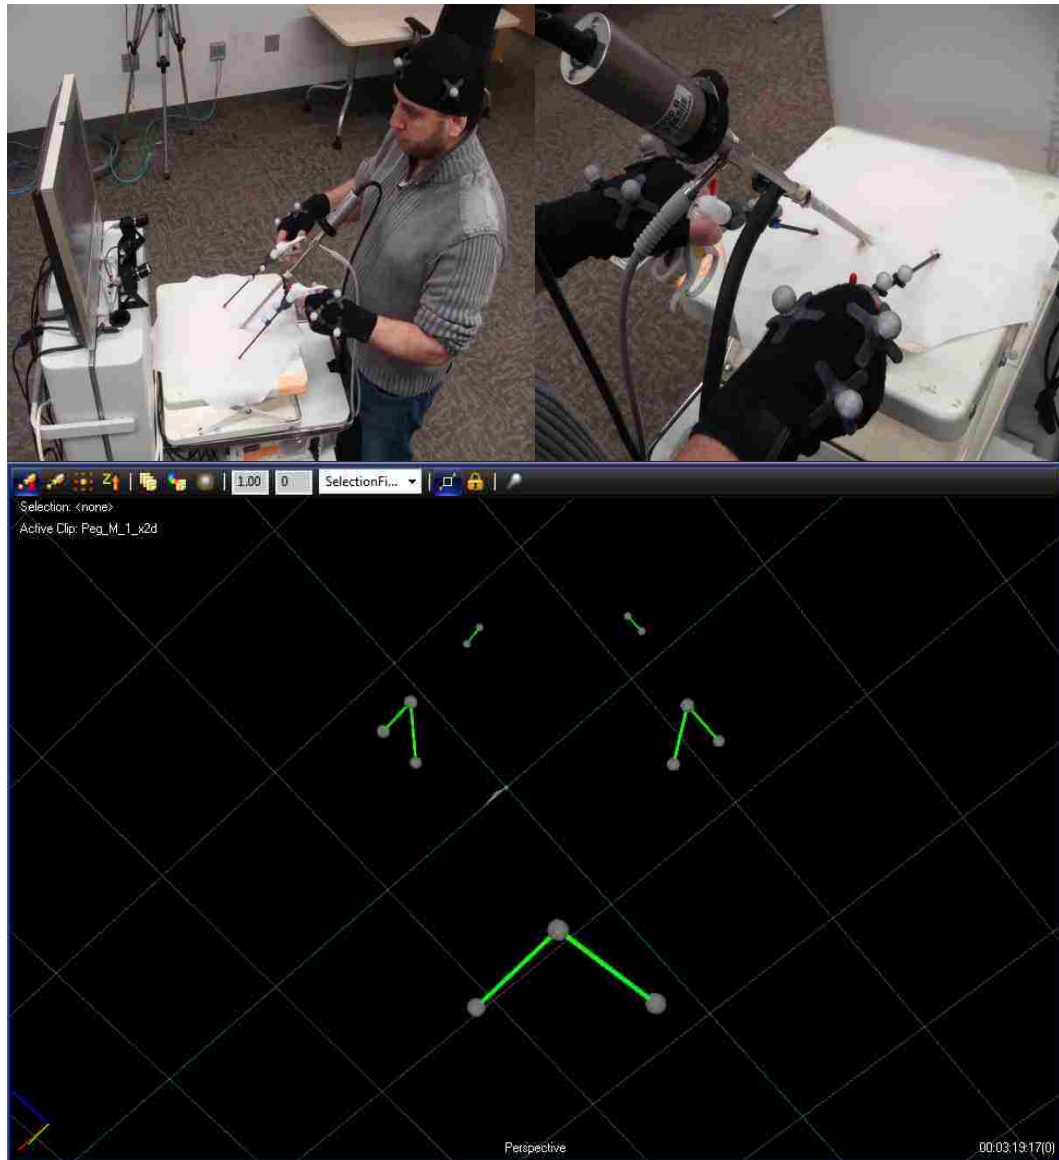 1.00 0 SelectionFi...
Selection: <none>
Active Clip: Peg_M_1_x2d
Perspective
00:03:19:17(0)